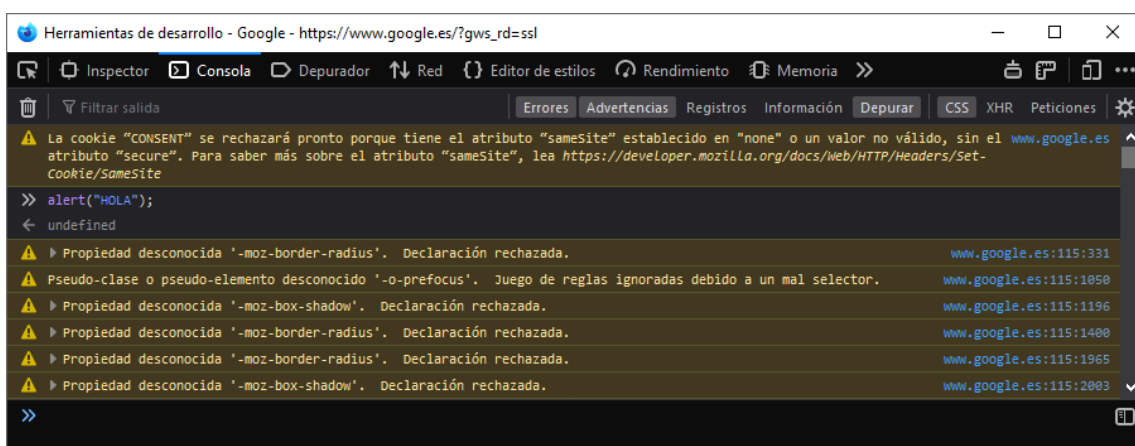 Herramientas de desarrollo - Google - https://www.google.es/?gws_rd=ssl
Inspector Consola Depurador Red {} Editor de estilos Rendimiento Memoria
Filtrar salida Errores Advertencias Registros Información Depurar CSS XHR Peticiones
La cookie “CONSENT” se rechazará pronto porque tiene el atributo “sameSite” establecido en "none" o un valor no válido, sin el www.google.es
atributo “secure”. Para saber más sobre el atributo “sameSite”, lea https://developer.mozilla.org/docs/Web/HTTP/Headers/Set-
Cookie/SameSite
alert("HOLA");
undefined
Propiedad desconocida '-moz-border-radius'. Declaración rechazada. www.google.es:115:331
Pseudo-clase o pseudo-elemento desconocido '-o-prefocus'. Juego de reglas ignoradas debido a un mal selector. www.google.es:115:1050
Propiedad desconocida '-moz-box-shadow'. Declaración rechazada. www.google.es:115:1196
Propiedad desconocida '-moz-border-radius'. Declaración rechazada. www.google.es:115:1400
Propiedad desconocida '-moz-border-radius'. Declaración rechazada. www.google.es:115:1965
Propiedad desconocida '-moz-box-shadow'. Declaración rechazada. www.google.es:115:2003